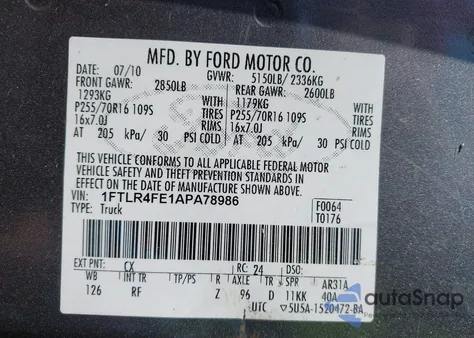 MFD. BY FORD MOTOR CO.
DATE: 07/10 GVWR: 5150LB/ 2336KG
FRONT GAWR: 2850LB REAR GAWR: 2600LB
1293KG WITH 1179KG WITH
P255/70R16 109S TIRES P255/70R16 109S TIRES
16x7.0J RIMS 16x7.0J RIMS
AT 205 kPa/ 30 PSI COLD AT 205 kPa/ 30 PSI COLD
THIS VEHICLE CONFORMS TO ALL APPLICABLE FEDERAL MOTOR
VEHICLE SAFETY AND THEFT PREVENTION STANDARDS IN EFFECT
ON THE DATE OF MANUFACTURE SHOWN ABOVE.
VIN: 1FTLR4FE1APA78986 F0064
TYPE: Truck T0176
EXT PNT: CX RC: 24 DSO:
WB INT TR TP/PS R AXLE TR SPR AR31A
126 RF Z 96 D 11KK 40A
UTC ▽5U5A-1520472-BA
autoSnap